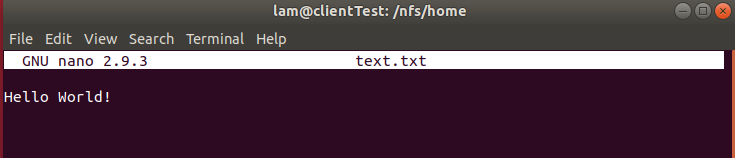 lam@clientTest: /nfs/home
File Edit View Search Terminal Help
GNU nano 2.9.3 text.txt
Hello World!